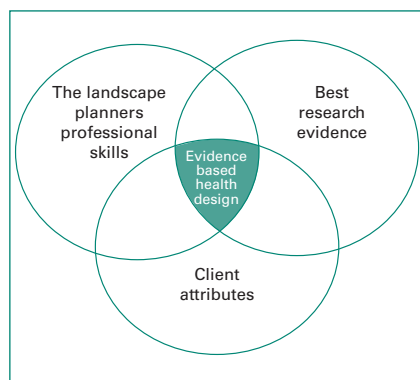 The landscape
planners
professional
skills
Best
research
evidence
Evidence
based
health
design
Client
attributes